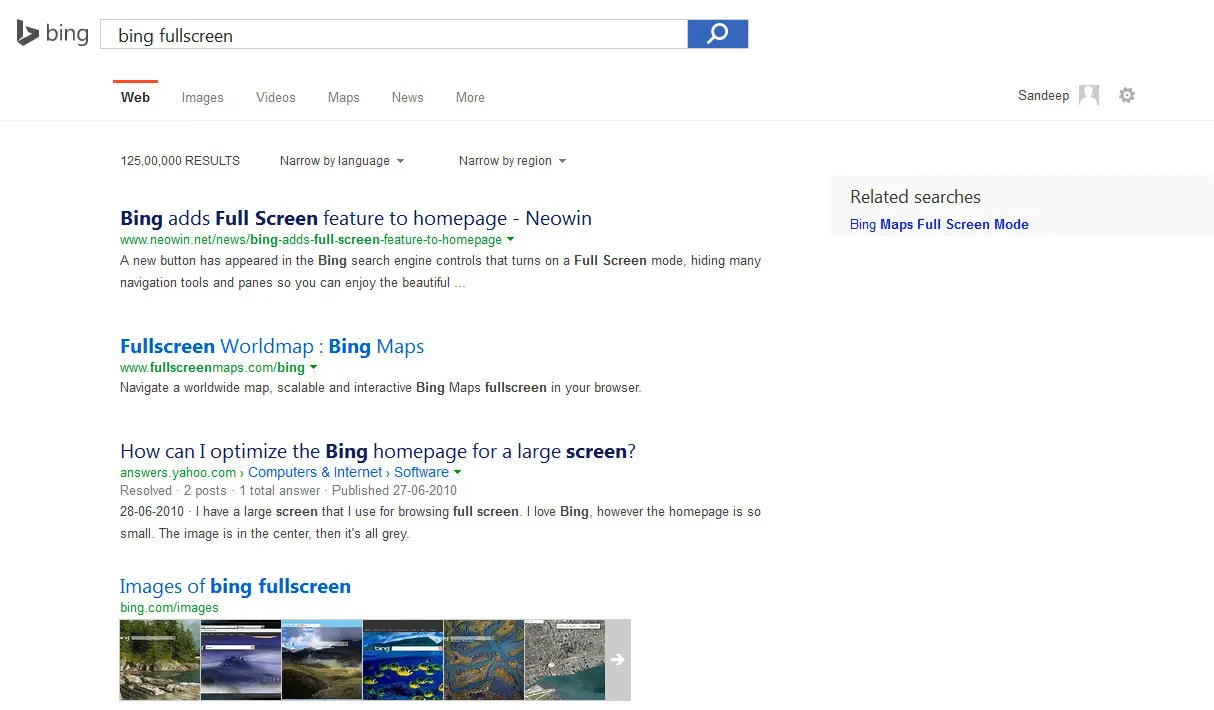 bing
bing fullscreen
Web Images Videos Maps News More
Sandeep
125,00,000 RESULTS Narrow by language Narrow by region
Bing adds Full Screen feature to homepage - Neowin
www.neowin.net/news/bing-adds-full-screen-feature-to-homepage
A new button has appeared in the Bing search engine controls that turns on a Full Screen mode, hiding many
navigation tools and panes so you can enjoy the beautiful ...
Fullscreen Worldmap : Bing Maps
www.fullscreenmaps.com/bing
Navigate a worldwide map, scalable and interactive Bing Maps fullscreen in your browser.
How can I optimize the Bing homepage for a large screen?
answers.yahoo.com › Computers & Internet › Software
Resolved · 2 posts · 1 total answer · Published 27-06-2010
28-06-2010 · I have a large screen that I use for browsing full screen. I love Bing, however the homepage is so
small. The image is in the center, then it's all grey.
Images of bing fullscreen
bing.com/images
bing
Related searches
Bing Maps Full Screen Mode